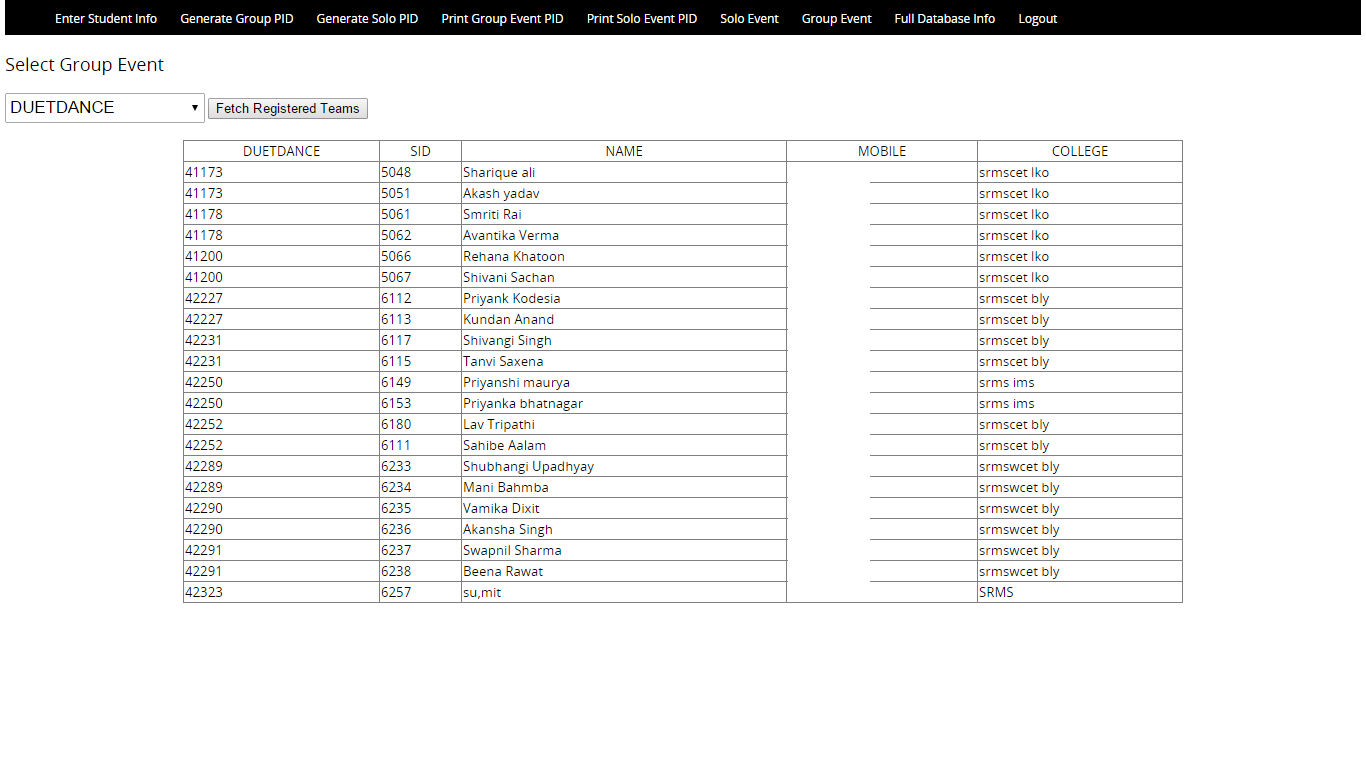 Enter Student Info Generate Group PID Generate Solo PID Print Group Event PID Print Solo Event PID Solo Event Group Event Full Database Info Logout
Select Group Event
DUETDANCE Fetch Registered Teams
DUETDANCE SID NAME MOBILE COLLEGE
41173 5048 Sharique ali srmscet lko
41173 5051 Akash yadav srmscet lko
41178 5061 Smriti Rai srmscet lko
41178 5062 Avantika Verma srmscet lko
41200 5066 Rehana Khatoon srmscet lko
41200 5067 Shivani Sachan srmscet lko
42227 6112 Priyank Kodesia srmscet bly
42227 6113 Kundan Anand srmscet bly
42231 6117 Shivangi Singh srmscet bly
42231 6115 Tanvi Saxena srmscet bly
42250 6149 Priyanshi maurya srms ims
42250 6153 Priyanka bhatnagar srms ims
42252 6180 Lav Tripathi srmscet bly
42252 6111 Sahibe Aalam srmscet bly
42289 6233 Shubhangi Upadhyay srmswcet bly
42289 6234 Mani Bahmba srmswcet bly
42290 6235 Vamika Dixit srmswcet bly
42290 6236 Akansha Singh srmswcet bly
42291 6237 Swapnil Sharma srmswcet bly
42291 6238 Beena Rawat srmswcet bly
42323 6257 su,mit SRMS